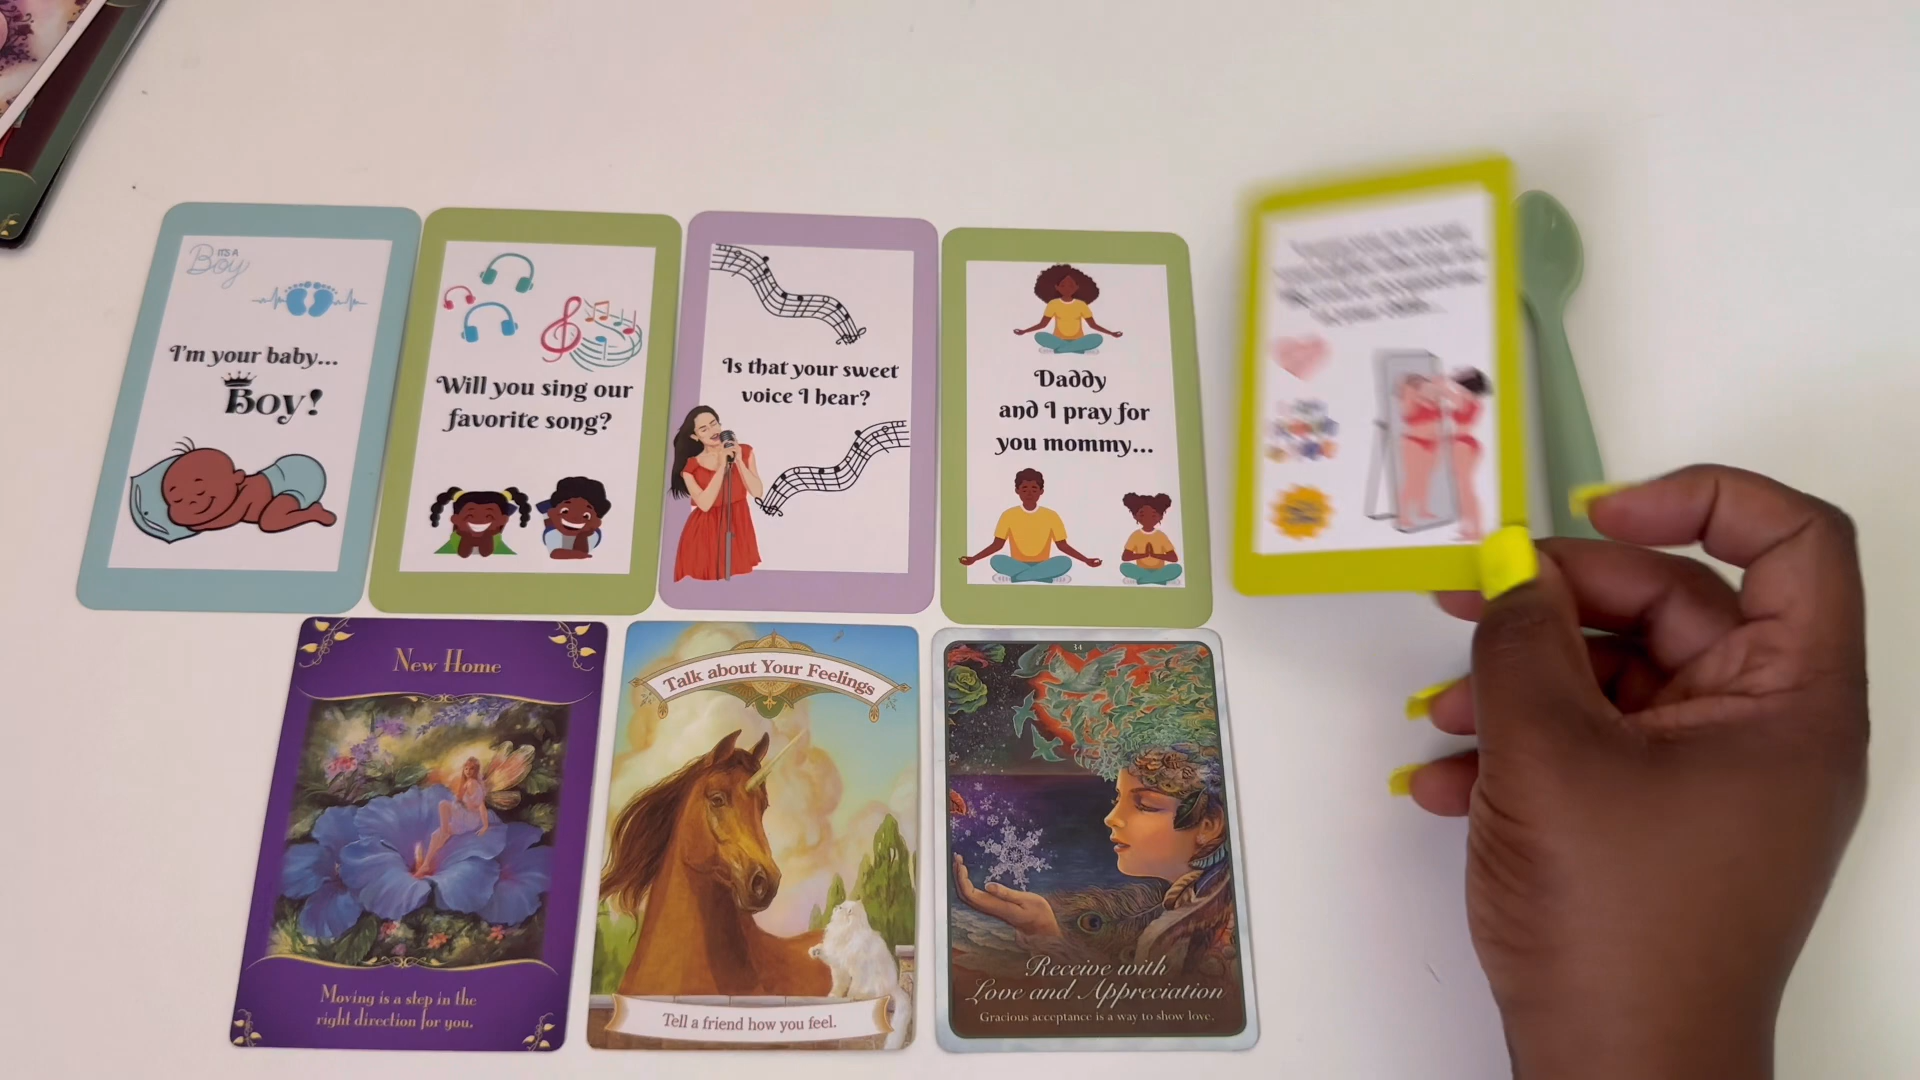 IT'S A
Boy
I'm your baby...
Boy!
Will you sing our
favorite song?
Is that your sweet
voice I hear?
Daddy
and I pray for
you mommy...
New Home
Moving is a step in the
right direction for you.
Talk about Your Feelings
Tell a friend how you feel.
34
Receive with
Love and Appreciation
Gracious acceptance is a way to show love.